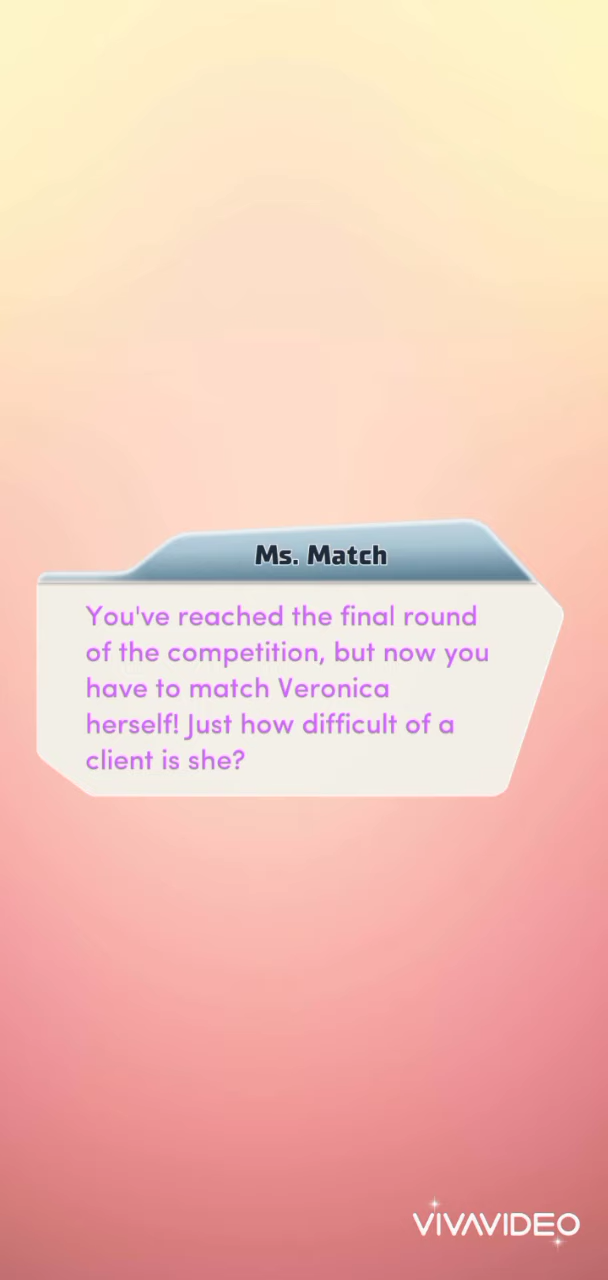 Ms. Match
You've reached the final round
of the competition, but now you
have to match Veronica
herself! Just how difficult of a
client is she?
VIVAVIDEO